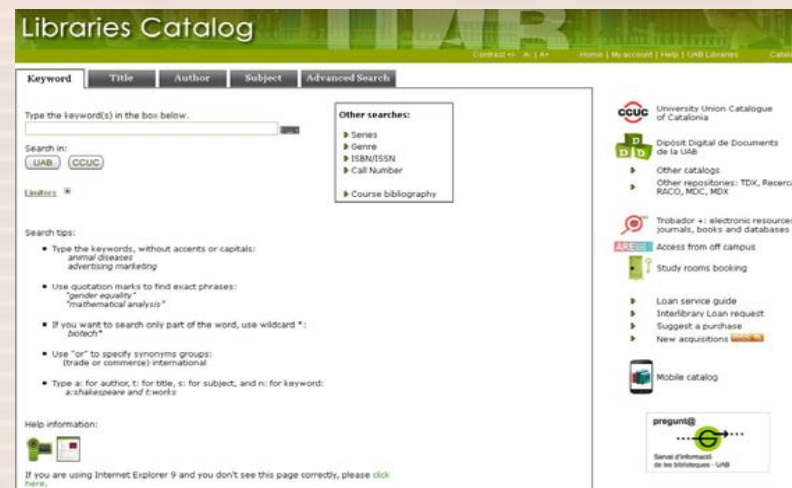 Libraries Catalog
Contrast +/- A- | A+ Home | My account | Help | UAB Libraries
Keyword Title Author Subject Advanced Search
Type the keyword(s) in the box below.
Search in:
UAB CCUC
Limitors
Other searches:
Series
Genre
ISBN/ISSN
Call Number
Course bibliography
Search tips:
Type the keywords, without accents or capitals:
animal diseases
advertising marketing
Use quotation marks to find exact phrases:
"gender equality"
"mathematical analysis"
If you want to search only part of the word, use wildcard *:
biotech*
Use "or" to specify synonyms groups:
(trade or commerce) international
Type a: for author, t: for title, s: for subject, and n: for keyword:
a:shakespeare and t:works
Help information:
If you are using Internet Explorer 9 and you don't see this page correctly, please click
here.
CCUC University Union Catalogue
of Catalonia
D D D Dipòsit Digital de Documents
de la UAB
Other catalogs
Other repositories: TDX, Recerca
RACO, MDC, MDX
Trobador +: electronic resources
journals, books and databases
ARE Access from off campus
Study rooms booking
Loan service guide
Interlibrary Loan request
Suggest a purchase
New acquisitions
Mobile catalog
pregunt@
Servei d'Informació
de les biblioteques - UAB